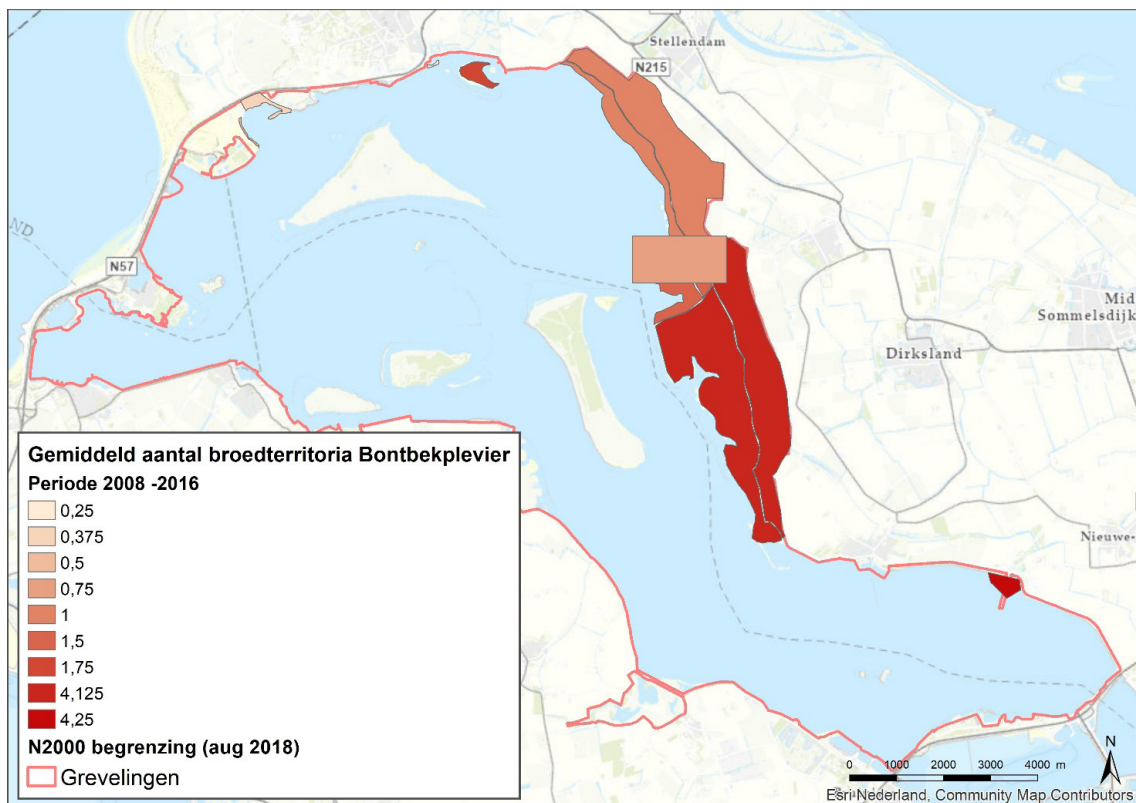 Stellendam
N215
ND
N57
Mid
Sommelsdijk
Dirksland
Nieuwe-
Gemiddeld aantal broedterritoria Bontbekplevier
Periode 2008 -2016
0,25
0,375
0,5
0,75
1
1,5
1,75
4,125
4,25
N2000 begrenzing (aug 2018)
Grevelingen
N
0 1000 2000 3000 4000 m
Esri Nederland, Community Map Contributors